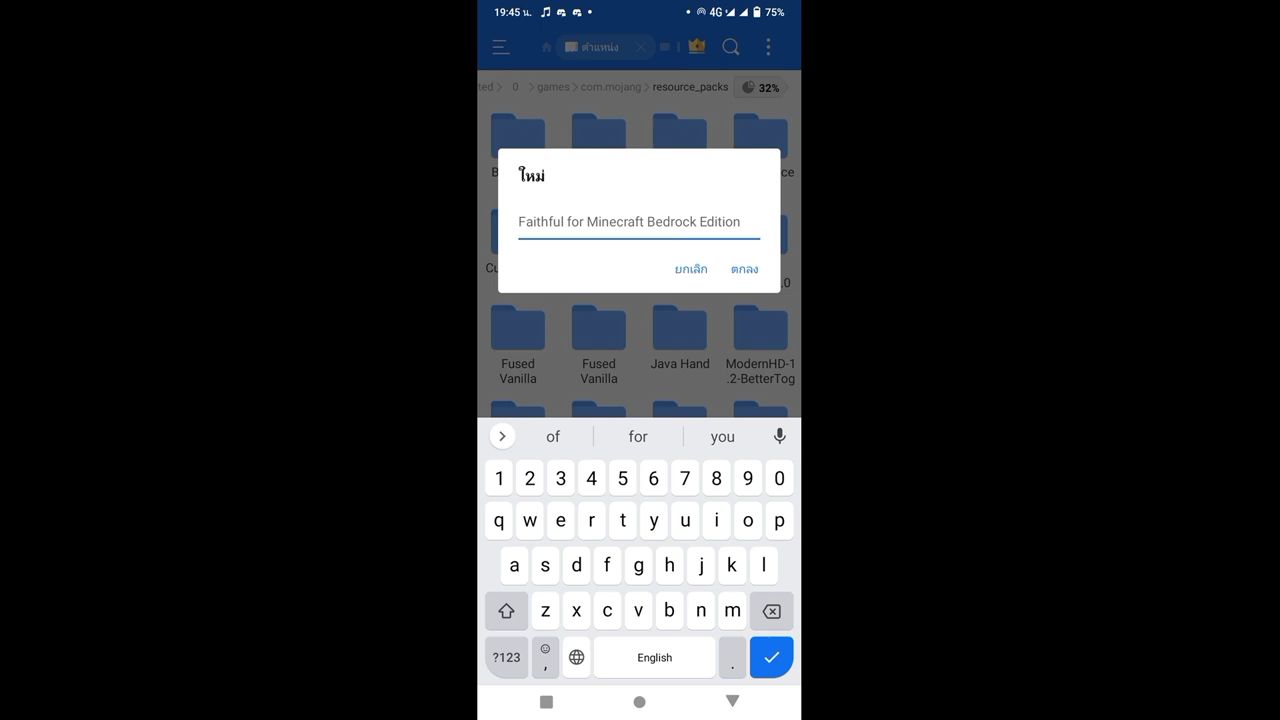 19:45 น. 4G 75%
ตำแหน่ง
ted 0 games com.mojang resource_packs 32%
B ce
ใหม่
Faithful for Minecraft Bedrock Edition
ยกเลิก ตกลง
Cu .0
Fused Vanilla
Fused Vanilla
Java Hand
ModernHD-1.2-BetterTog
of for you
1 2 3 4 5 6 7 8 9 0
q w e r t y u i o p
a s d f g h j k l
z x c v b n m
?123 , English .